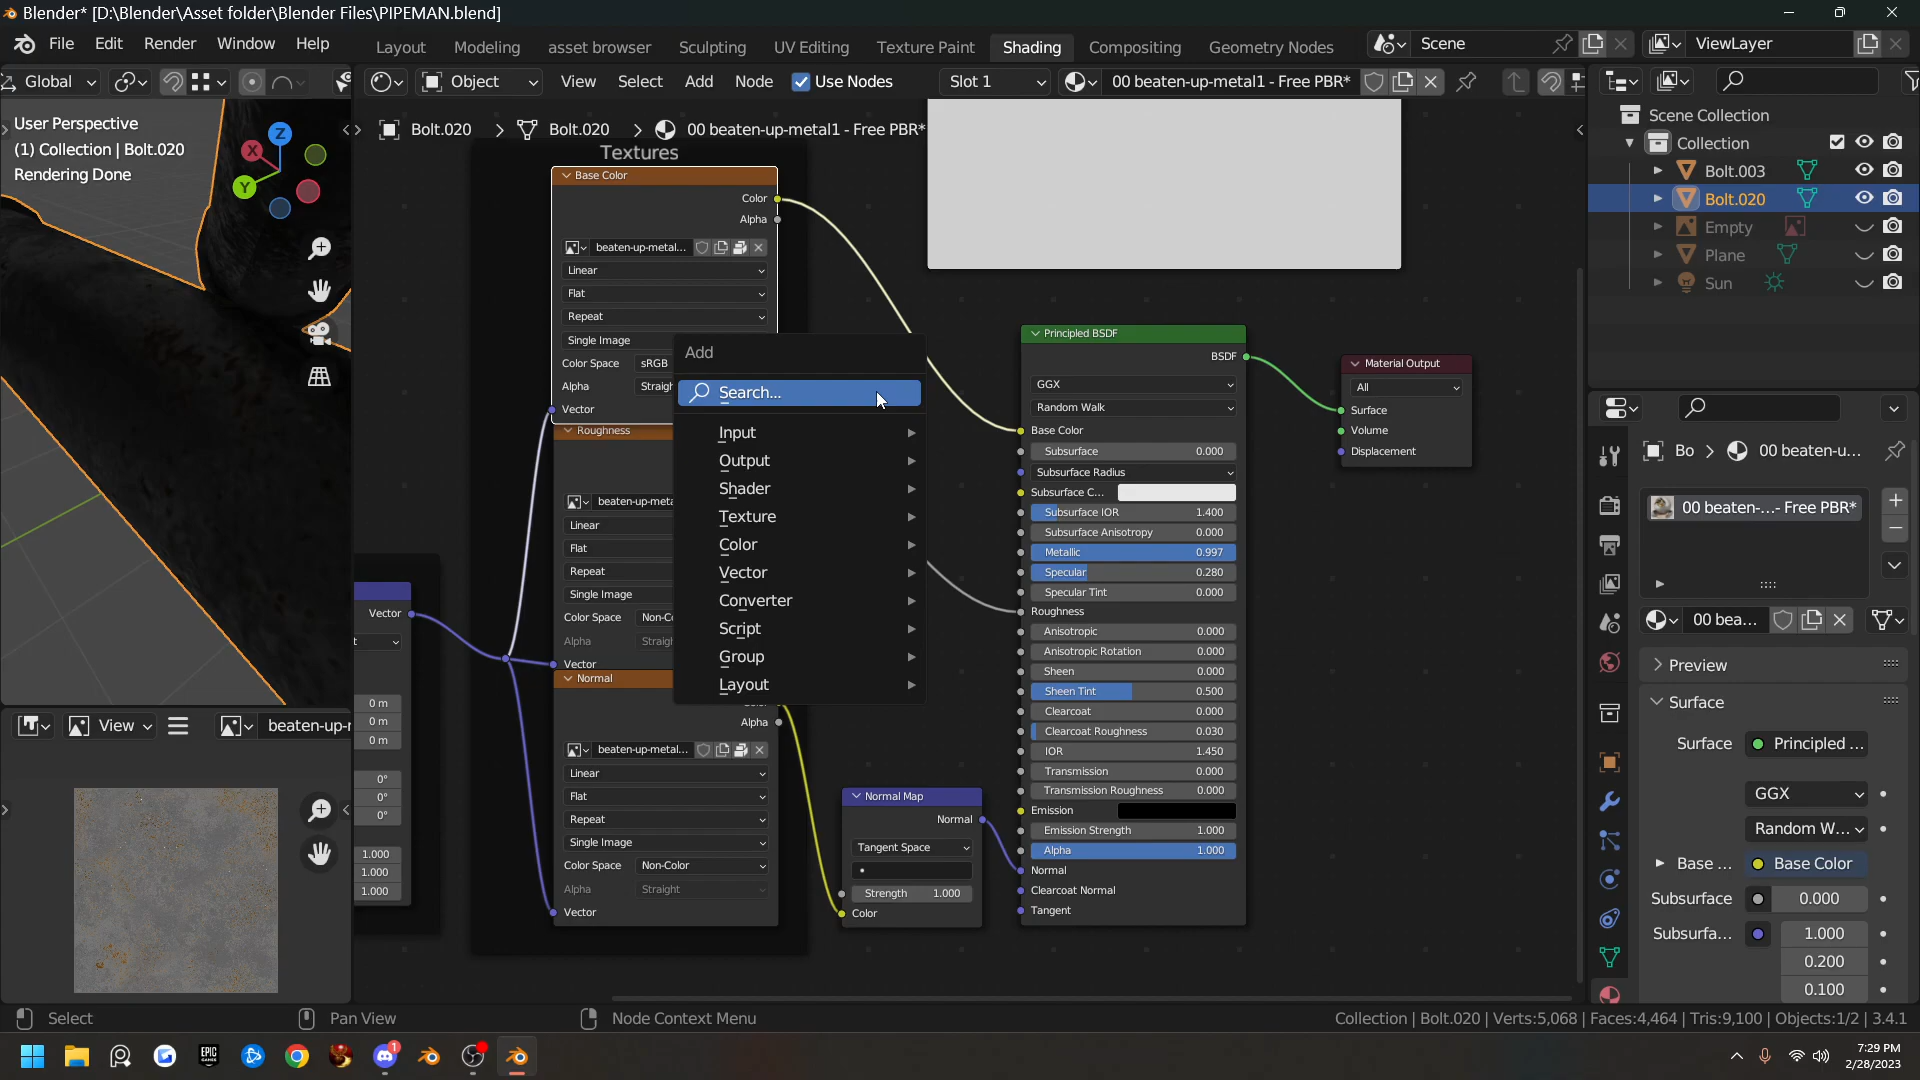 Blender* [D:\Blender\Asset folder\Blender Files\PIPEMAN.blend]
File Edit Render Window Help
Layout Modeling asset browser Sculpting UV Editing Texture Paint Shading Compositing Geometry Nodes
Scene
ViewLayer
Global
Object View Select Add Node Use Nodes
Slot 1
00 beaten-up-metal1 - Free PBR*
User Perspective
(1) Collection | Bolt.020
Rendering Done
Z
X
Y
Bolt.020 > Bolt.020 > 00 beaten-up-metal1 - Free PBR*
Textures
Base Color
Color
Alpha
beaten-up-metal...
Linear
Flat
Repeat
Single Image
Color Space sRGB
Alpha Straigh
Vector
Roughness
beaten-up-meta
Linear
Flat
Repeat
Single Image
Color Space Non-Co
Alpha Straigh
Vector
Normal
Alpha
beaten-up-metal...
Linear
Flat
Repeat
Single Image
Color Space Non-Color
Alpha Straight
Vector
Add
Search...
Input
Output
Shader
Texture
Color
Vector
Converter
Script
Group
Layout
Vector
t
0 m
0 m
0 m
0°
0°
0°
1.000
1.000
1.000
Normal Map
Normal
Tangent Space
Strength 1.000
Color
Principled BSDF
BSDF
GGX
Random Walk
Base Color
Subsurface 0.000
Subsurface Radius
Subsurface C...
Subsurface IOR 1.400
Subsurface Anisotropy 0.000
Metallic 0.997
Specular 0.280
Specular Tint 0.000
Roughness
Anisotropic 0.000
Anisotropic Rotation 0.000
Sheen 0.000
Sheen Tint 0.500
Clearcoat 0.000
Clearcoat Roughness 0.030
IOR 1.450
Transmission 0.000
Transmission Roughness 0.000
Emission
Emission Strength 1.000
Alpha 1.000
Normal
Clearcoat Normal
Tangent
Material Output
All
Surface
Volume
Displacement
Scene Collection
Collection
Bolt.003
Bolt.020
Empty
Plane
Sun
Bo > 00 beaten-u...
00 beaten-...- Free PBR*
00 bea...
Preview
Surface
Surface Principled ...
GGX
Random W...
Base ... Base Color
Subsurface 0.000
Subsurfa... 1.000
0.200
0.100
View
beaten-up-r
Select
Pan View
Node Context Menu
Collection | Bolt.020 | Verts:5,068 | Faces:4,464 | Tris:9,100 | Objects:1/2 | 3.4.1
EPIC
GAMES
1
7:29 PM
2/28/2023